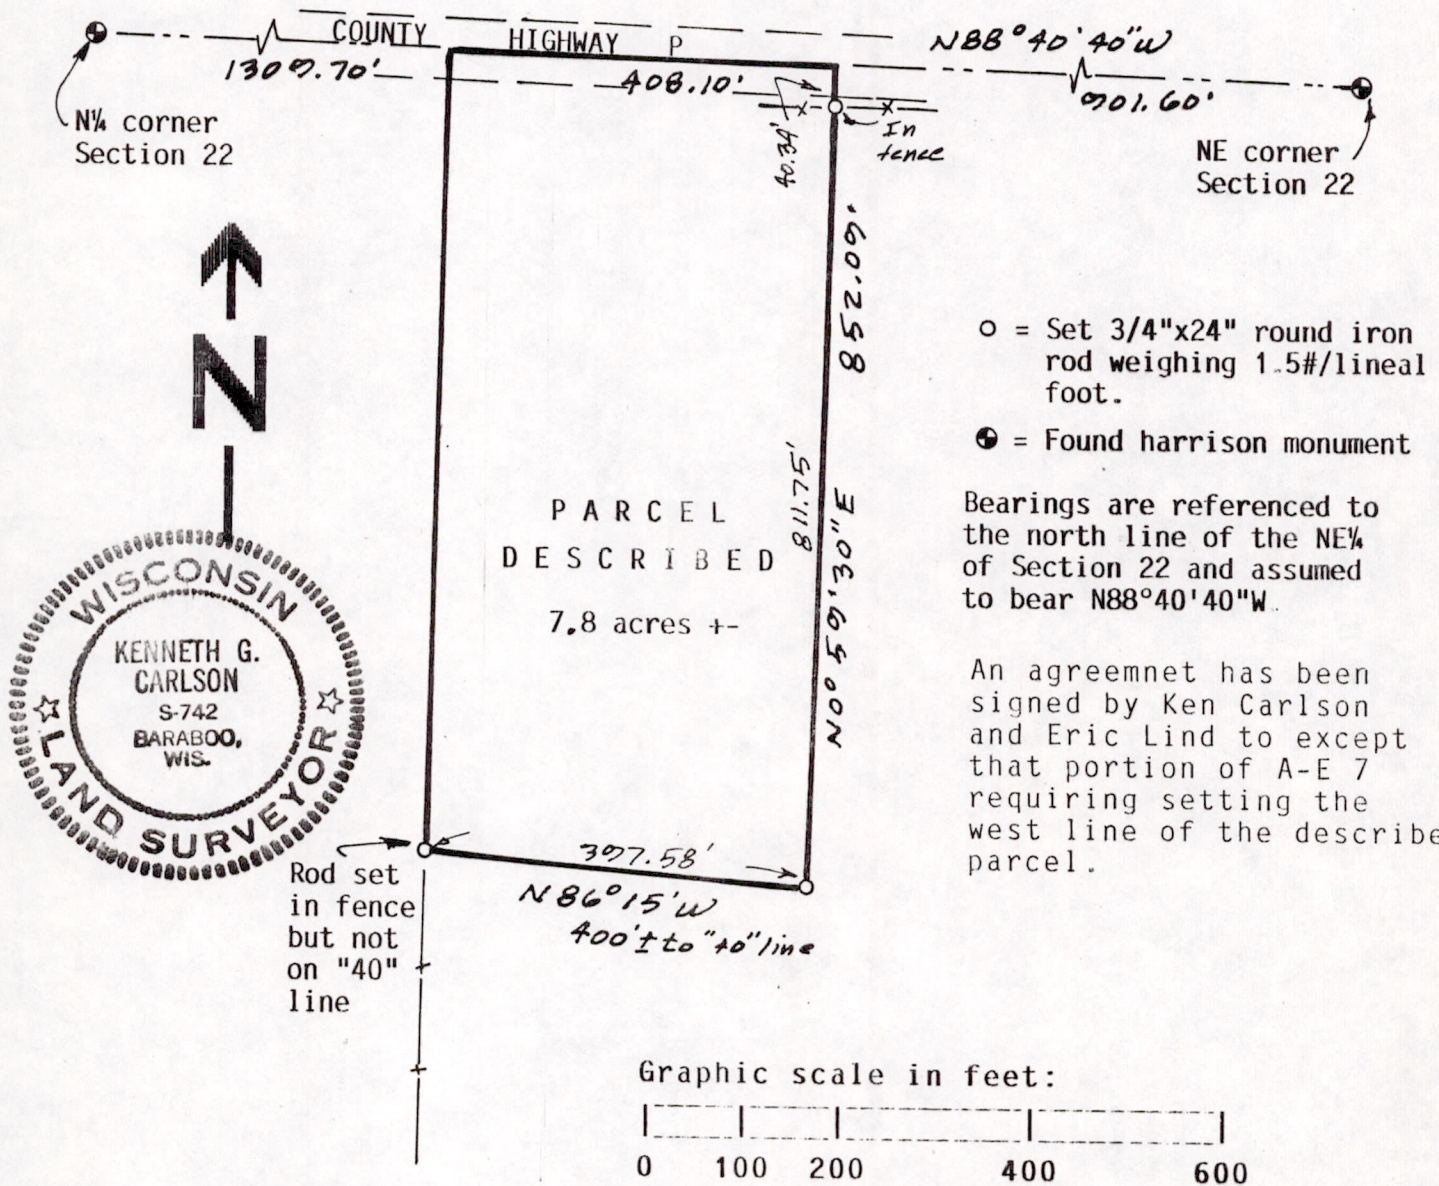 COUNTY HIGHWAY P
N88°40'40"W
1309.70'
408.10'
901.60'
N¼ corner
Section 22
NE corner
Section 22
40.34'
In
fence
852.09'
811.75'
N00°59'30"E
N
O = Set 3/4"x24" round iron
rod weighing 1.5#/lineal
foot.
= Found harrison monument
PARCEL
DESCRIBED
7.8 acres +-
Bearings are referenced to
the north line of the NE¼
of Section 22 and assumed
to bear N88°40'40"W.
WISCONSIN
KENNETH G.
CARLSON
S-742
BARABOO,
WIS.
LAND SURVEYOR
An agreemnet has been
signed by Ken Carlson
and Eric Lind to except
that portion of A-E 7
requiring setting the
west line of the describe
parcel.
397.58'
N86°15'W
400'± to "40" line
Rod set
in fence
but not
on "40"
line
Graphic scale in feet:
0 100 200 400 600